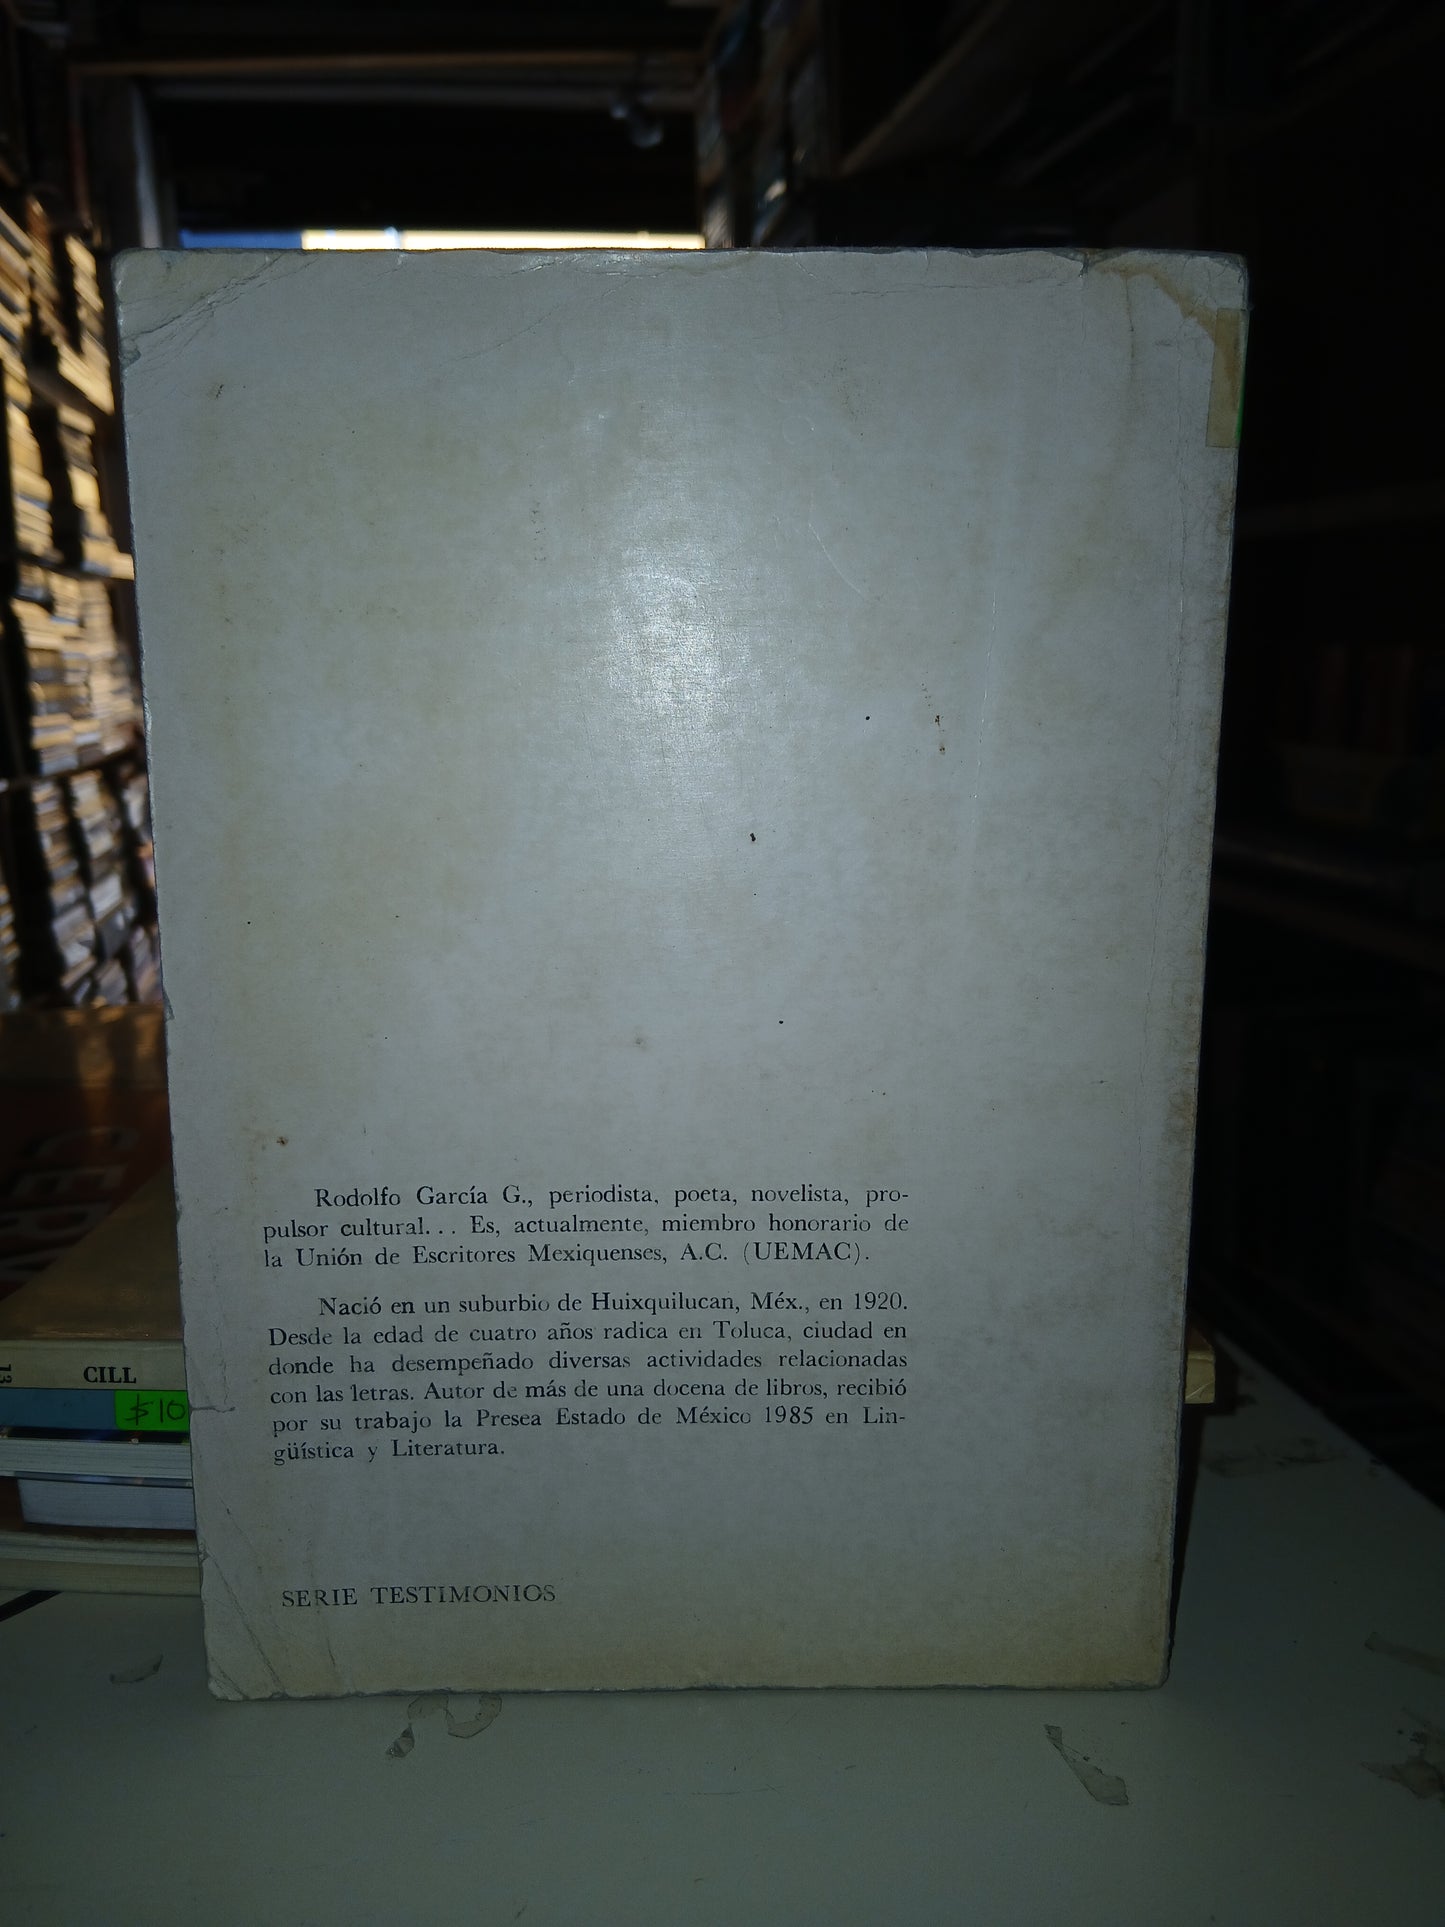 Rodolfo García G., periodista, poeta, novelista, pro-
pulsor cultural... Es, actualmente, miembro honorario de
la Unión de Escritores Mexiquenses, A.C. (UEMAC).
Nació en un suburbio de Huixquilucan, Méx., en 1920.
Desde la edad de cuatro años radica en Toluca, ciudad en
donde ha desempeñado diversas actividades relacionadas
con las letras. Autor de más de una docena de libros, recibió
por su trabajo la Presea Estado de México 1985 en Lin-
güística y Literatura.
SERIE TESTIMONIOS
13
CILL
$10